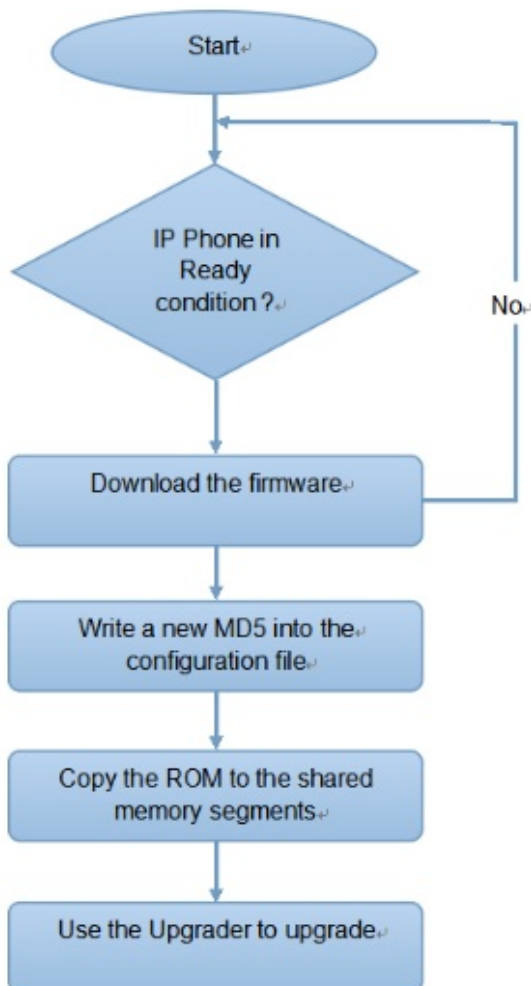 Start
IP Phone in
Ready
condition?
No
Download the firmware
Write a new MD5 into the
configuration file
Copy the ROM to the shared
memory segments
Use the Upgrader to upgrade